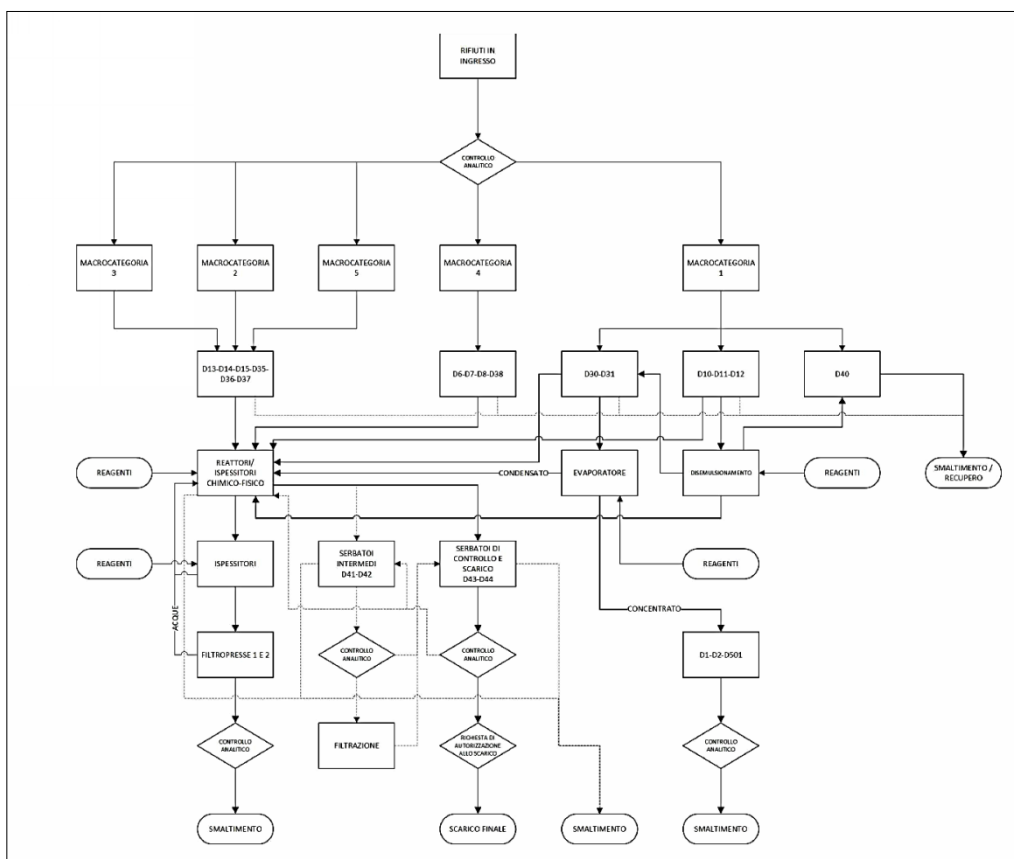 RIFIUTI IN
INGRESSO
CONTROLLO
ANALITICO
MACROCATEGORIA
3
MACROCATEGORIA
2
MACROCATEGORIA
5
MACROCATEGORIA
4
MACROCATEGORIA
1
D13-D14-D15-D35-
D36-D37
D6-D7-D8-D38
D30-D31
D10-D11-D12
D40
REAGENTI
REATTORI/
ISPESSITORI
CHIMICO-FISICO
CONDENSATO
EVAPORATORE
DISEMULSIONAMENTO
REAGENTI
SMALTIMENTO /
RECUPERO
REAGENTI
ISPESSITORI
SERBATOI
INTERMEDI
D41-D42
SERBATOI DI
CONTROLLO E
SCARICO
D43-D44
REAGENTI
ACQUE
CONCENTRATO
FILTROPRESSE 1 E 2
CONTROLLO
ANALITICO
CONTROLLO
ANALITICO
D1-D2-D501
CONTROLLO
ANALITICO
FILTRAZIONE
RICHIESTA DI
AUTORIZZAZIONE
ALLO SCARICO
CONTROLLO
ANALITICO
SMALTIMENTO
SCARICO FINALE
SMALTIMENTO
SMALTIMENTO